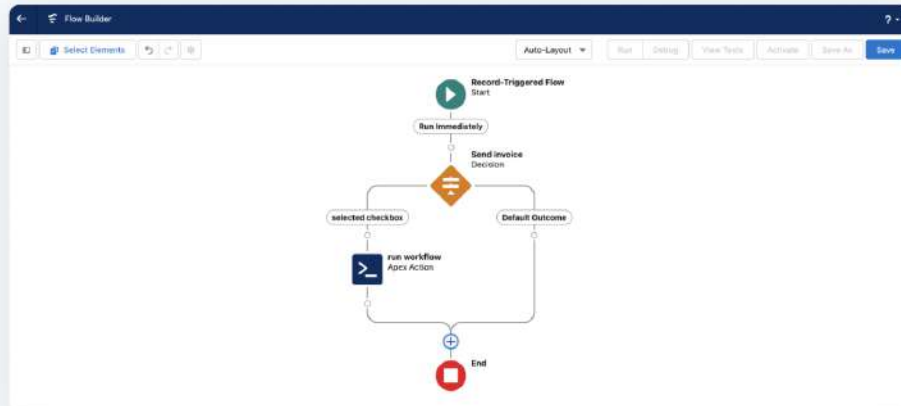 Flow Builder
?
Select Elements
Auto-Layout
Run
Debug
View Tests
Activate
Save As
Save
Record-Triggered Flow
Start
Run Immediately
Send invoice
Decision
selected checkbox
Default Outcome
run workflow
Apex Action
End